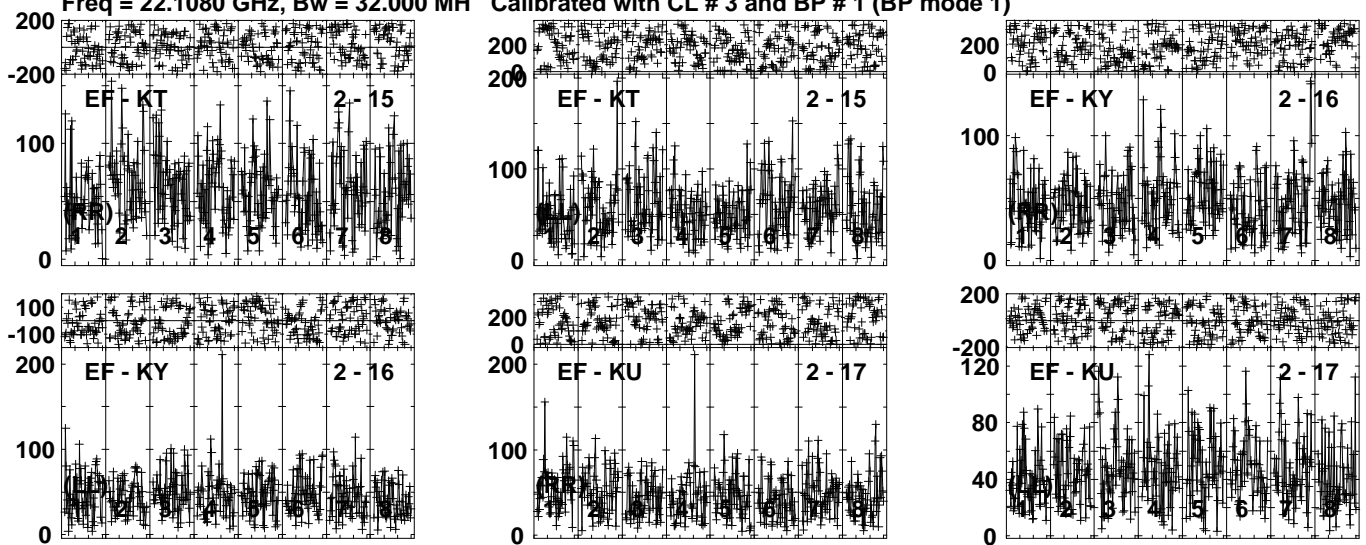 Freq = 22.1080 GHz, Bw = 32.000 MH Calibrated with CL # 3 and BP # 1 (BP mode 1)
200
-200
EF - KT 2 - 15
100
0
(RR)
1 2 3 4 5 6 7 8
200
0
200
EF - KT 2 - 15
100
0
(LL)
1 2 3 4 5 6 7 8
200
0
EF - KY 2 - 16
100
0
(RR)
1 2 3 4 5 6 7 8
100
-100
200
EF - KY 2 - 16
100
0
(LL)
1 2 3 4 5 6 7 8
200
0
200
EF - KU 2 - 17
100
0
(RR)
1 2 3 4 5 6 7 8
200
-200
120
EF - KU 2 - 17
80
40
0
(LL)
1 2 3 4 5 6 7 8